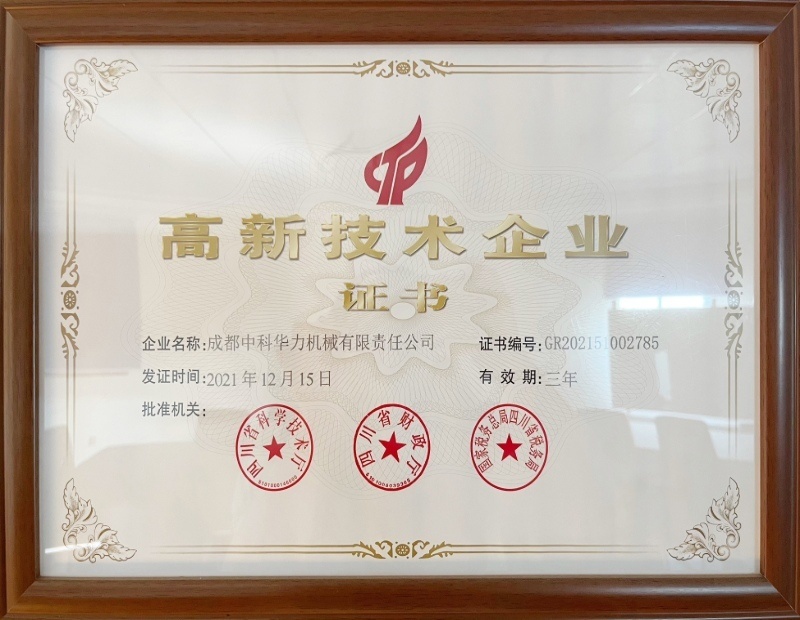 高新技术企业
证书
企业名称:成都中科华力机械有限责任公司
证书编号:GR202151002785
发证时间:2021年12月15日
有效期:三年
批准机关:
四川省科学技术厅
四川省财政厅
国家税务总局四川省税务局